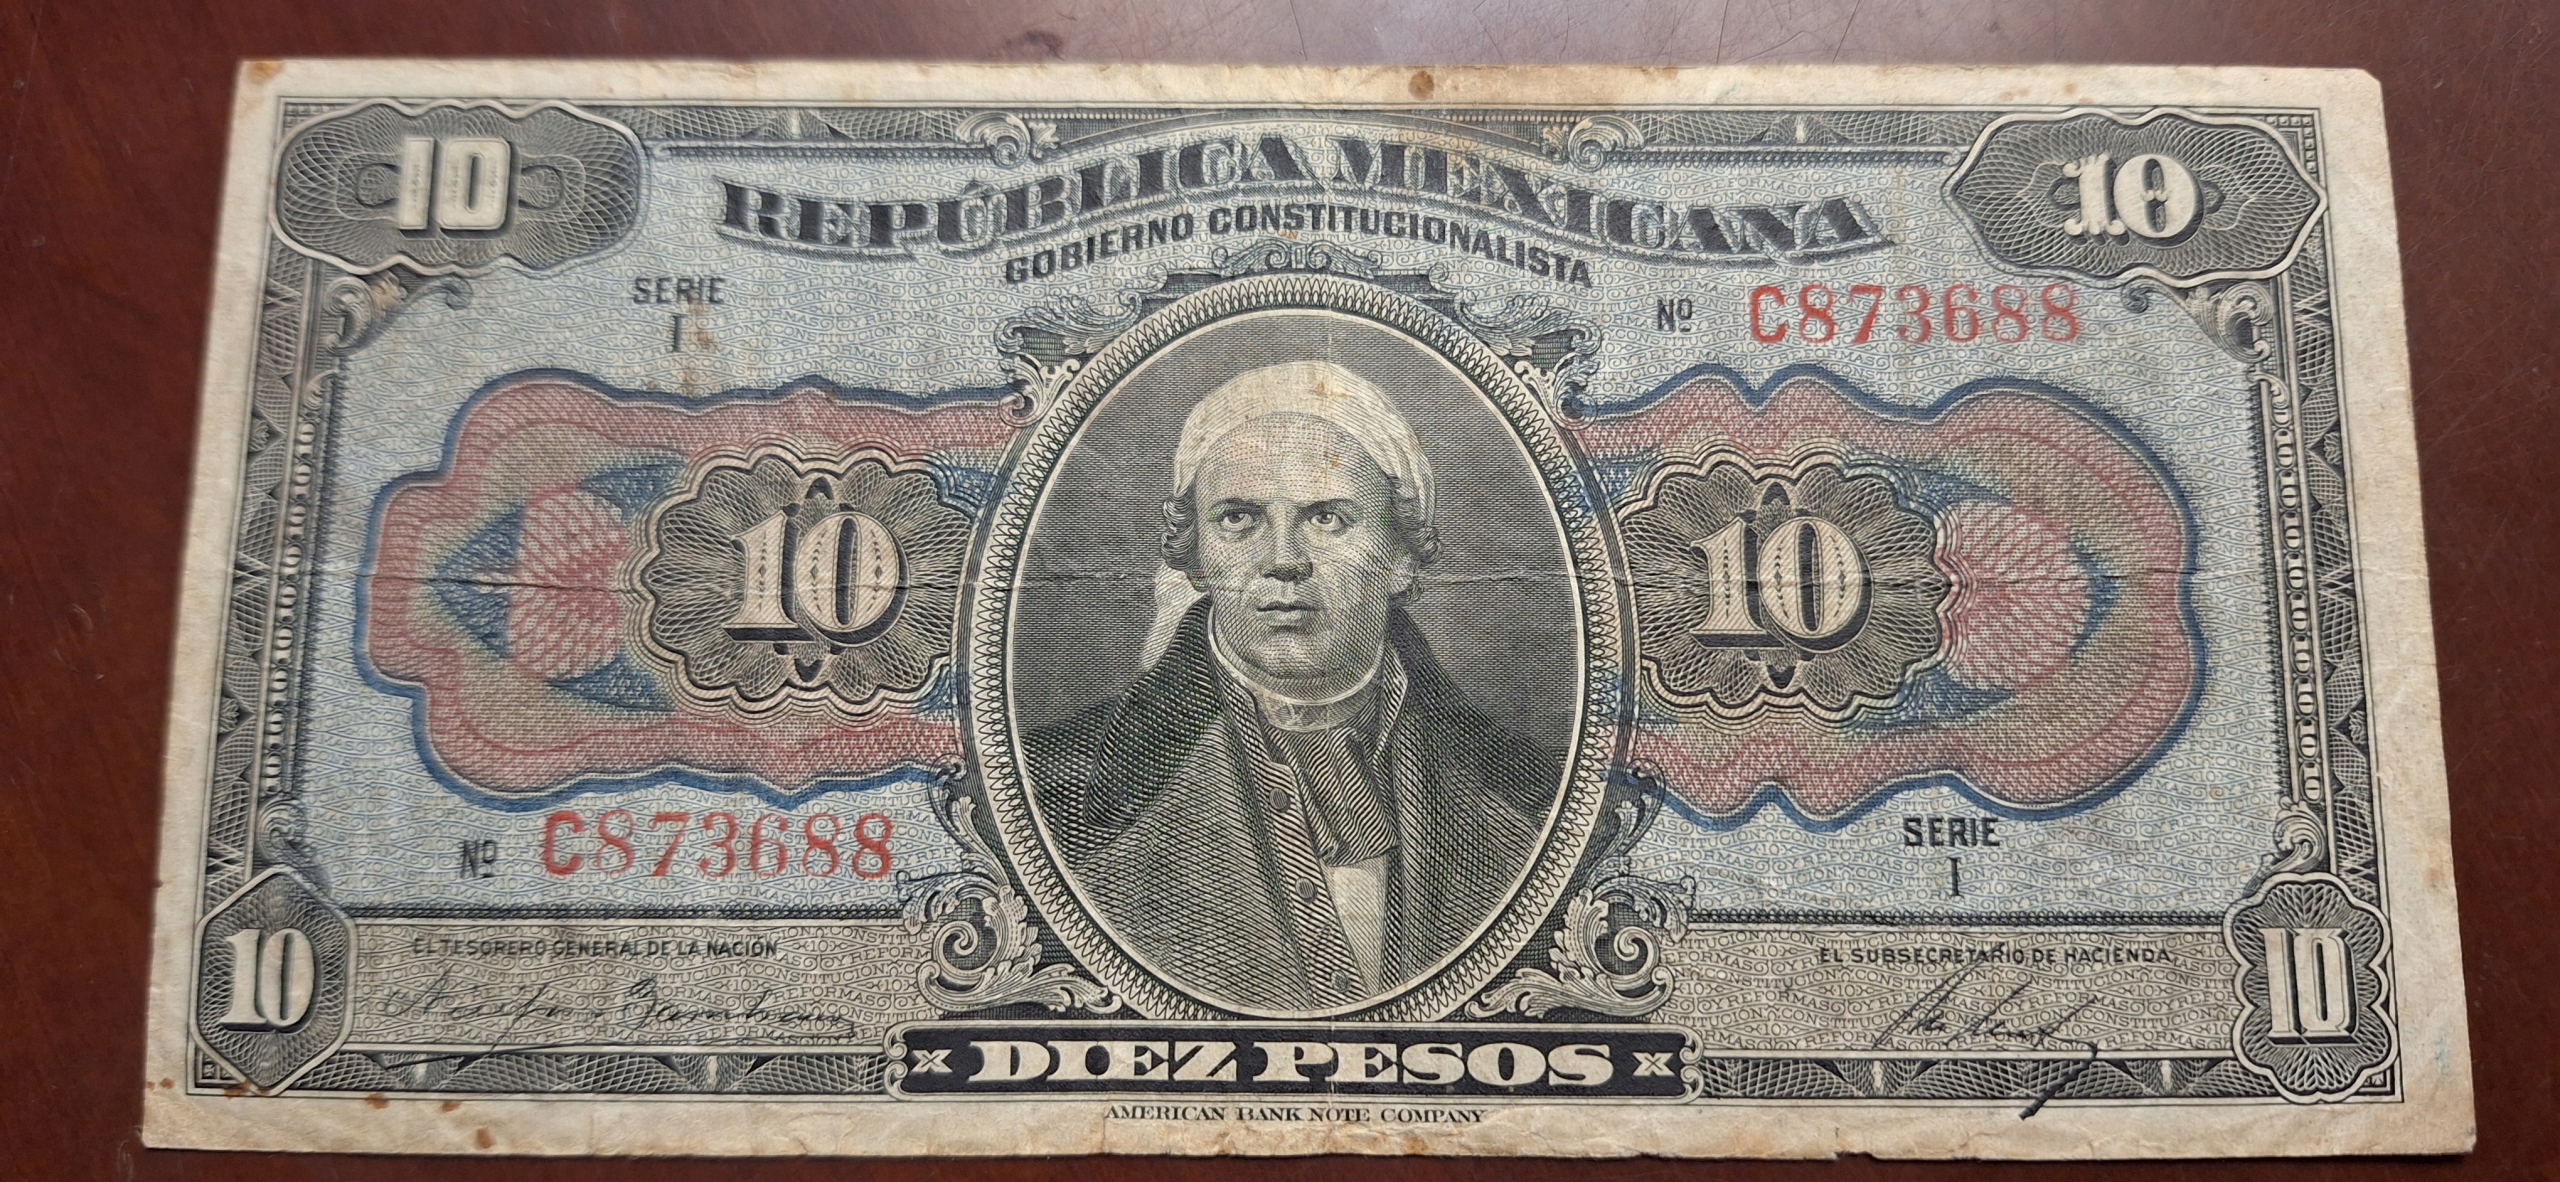 10
10
REPÚBLICA MEXICANA
GOBIERNO CONSTITUCIONALISTA
SERIE
I
Nº C873688
10
10
Nº C873688
SERIE
I
EL TESORERO GENERAL DE LA NACIÓN
EL SUBSECRETARIO DE HACIENDA,
10
10
X DIEZ PESOS X
AMERICAN BANK NOTE COMPANY